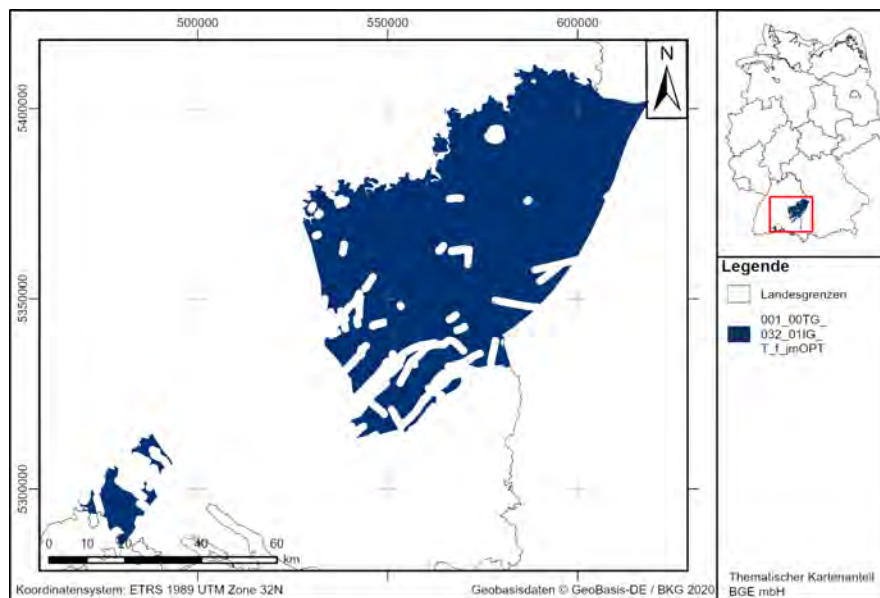 500000 550000 600000
N
5400000
5350000
5300000
0 10 20 40 60
km
Koordinatensystem: ETRS 1989 UTM Zone 32N
Geobasisdaten © GeoBasis-DE / BKG 2020
Legende
Landesgrenzen
001_00TG_
032_01IG_
T_f_jmOPT
Thematischer Kartenanteil
BGE mbH